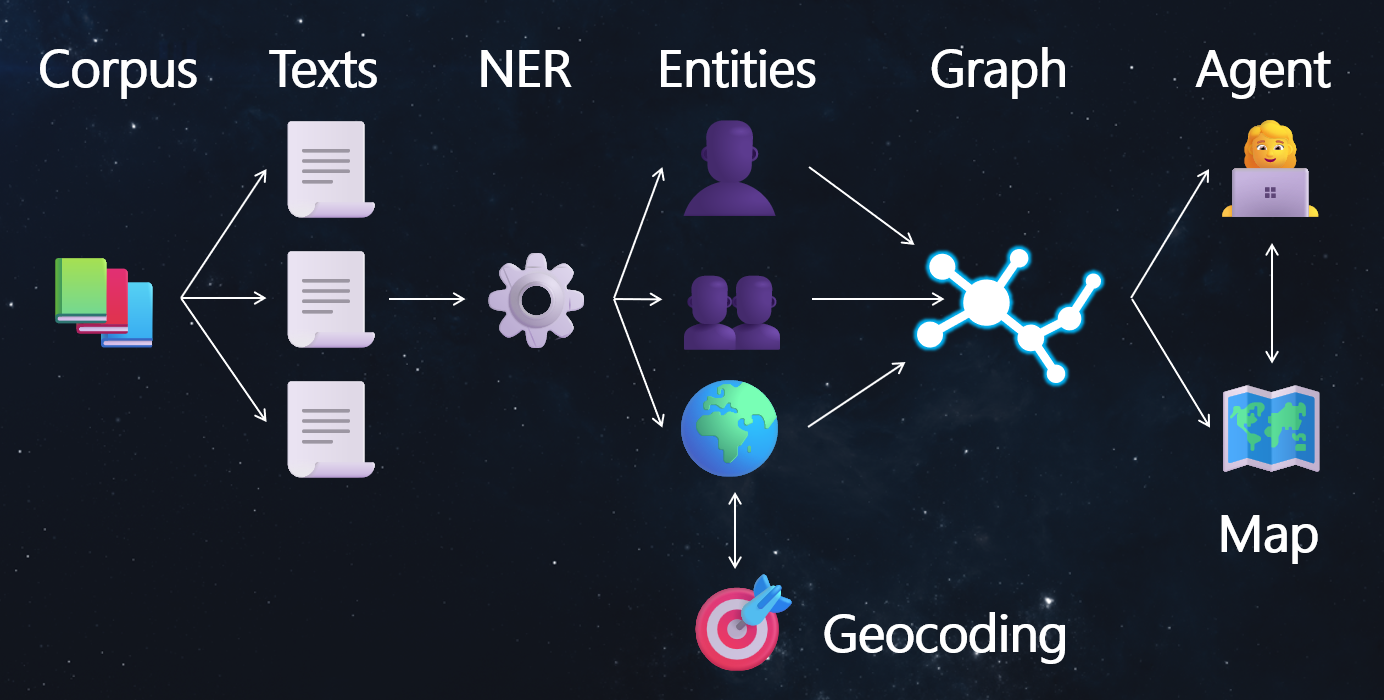 Corpus
Texts
NER
Entities
Graph
Agent
Map
Geocoding